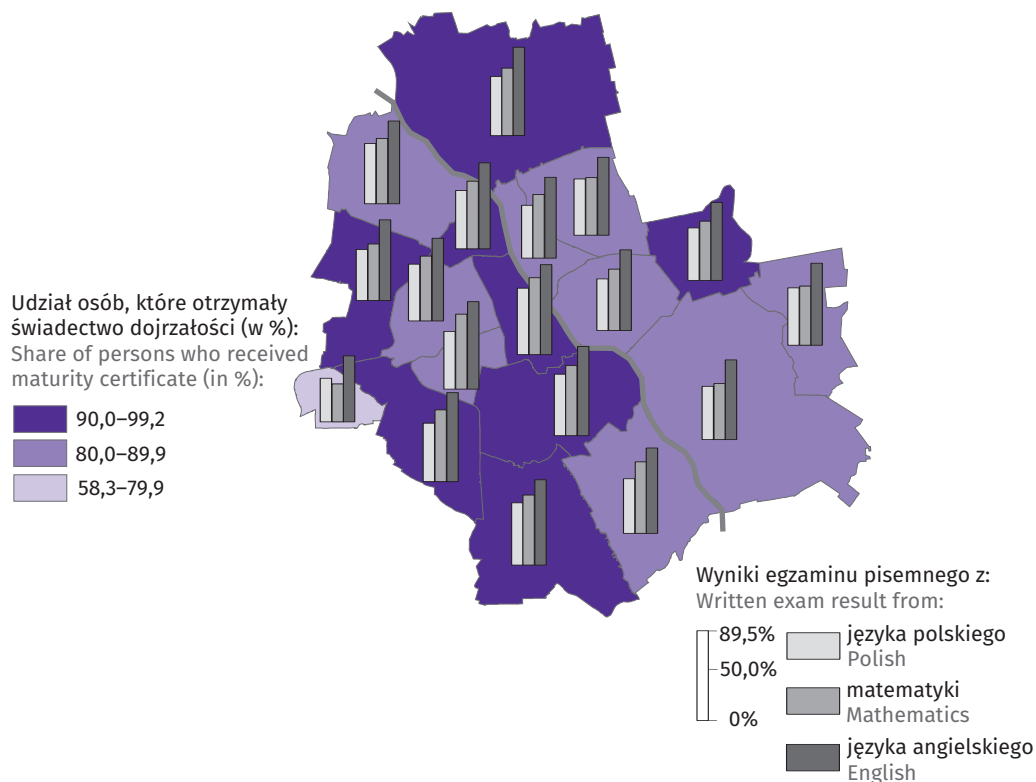 Udział osób, które otrzymały
świadectwo dojrzałości (w %):
Share of persons who received
maturity certificate (in %):
90,0–99,2
80,0–89,9
58,3–79,9
Wyniki egzaminu pisemnego z:
Written exam result from:
89,5%
50,0%
0%
języka polskiego
Polish
matematyki
Mathematics
języka angielskiego
English